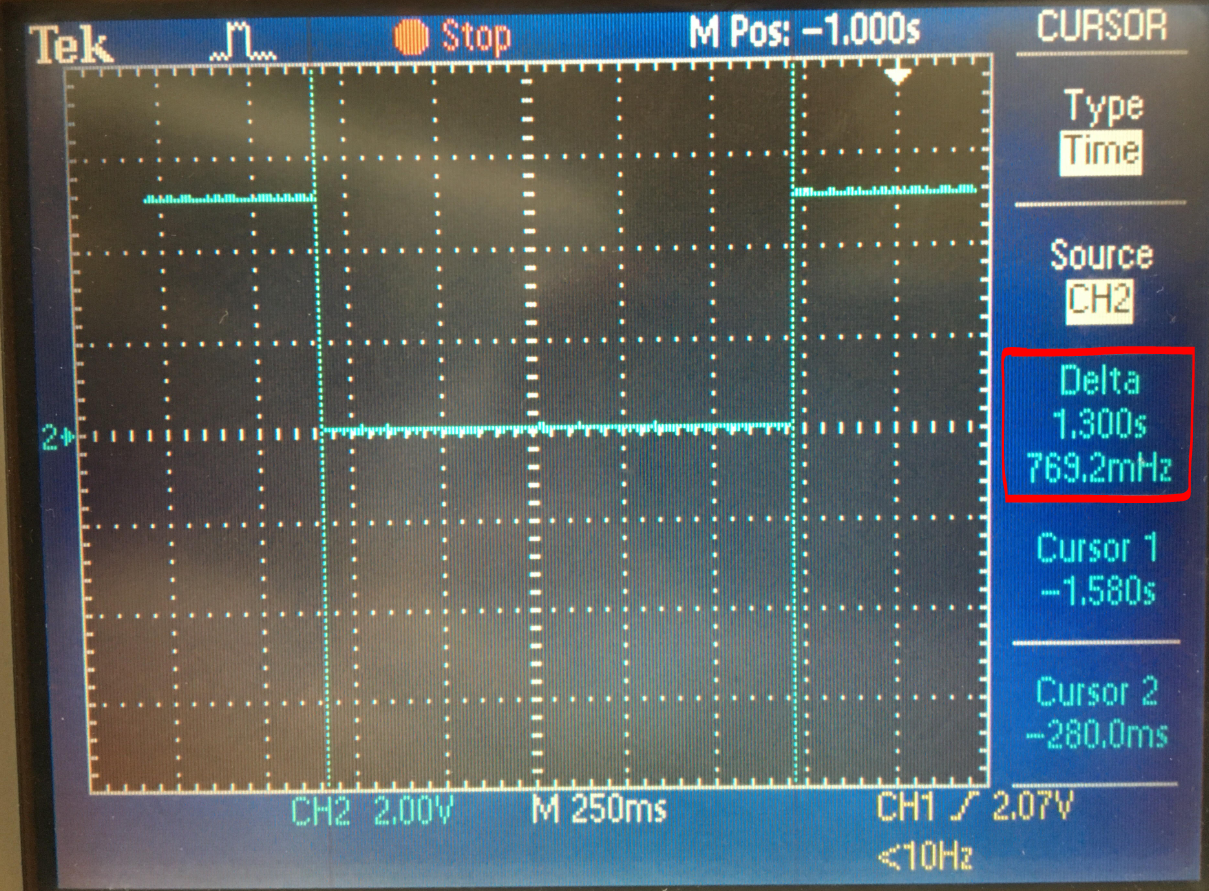 Tek Stop M Pos: -1.000s CURSOR
Type
Time
Source
CH2
Delta
1.300s
769.2mHz
Cursor 1
-1.580s
Cursor 2
-280.0ms
2
CH2 2.00V M 250ms CH1 2.07V
<10Hz